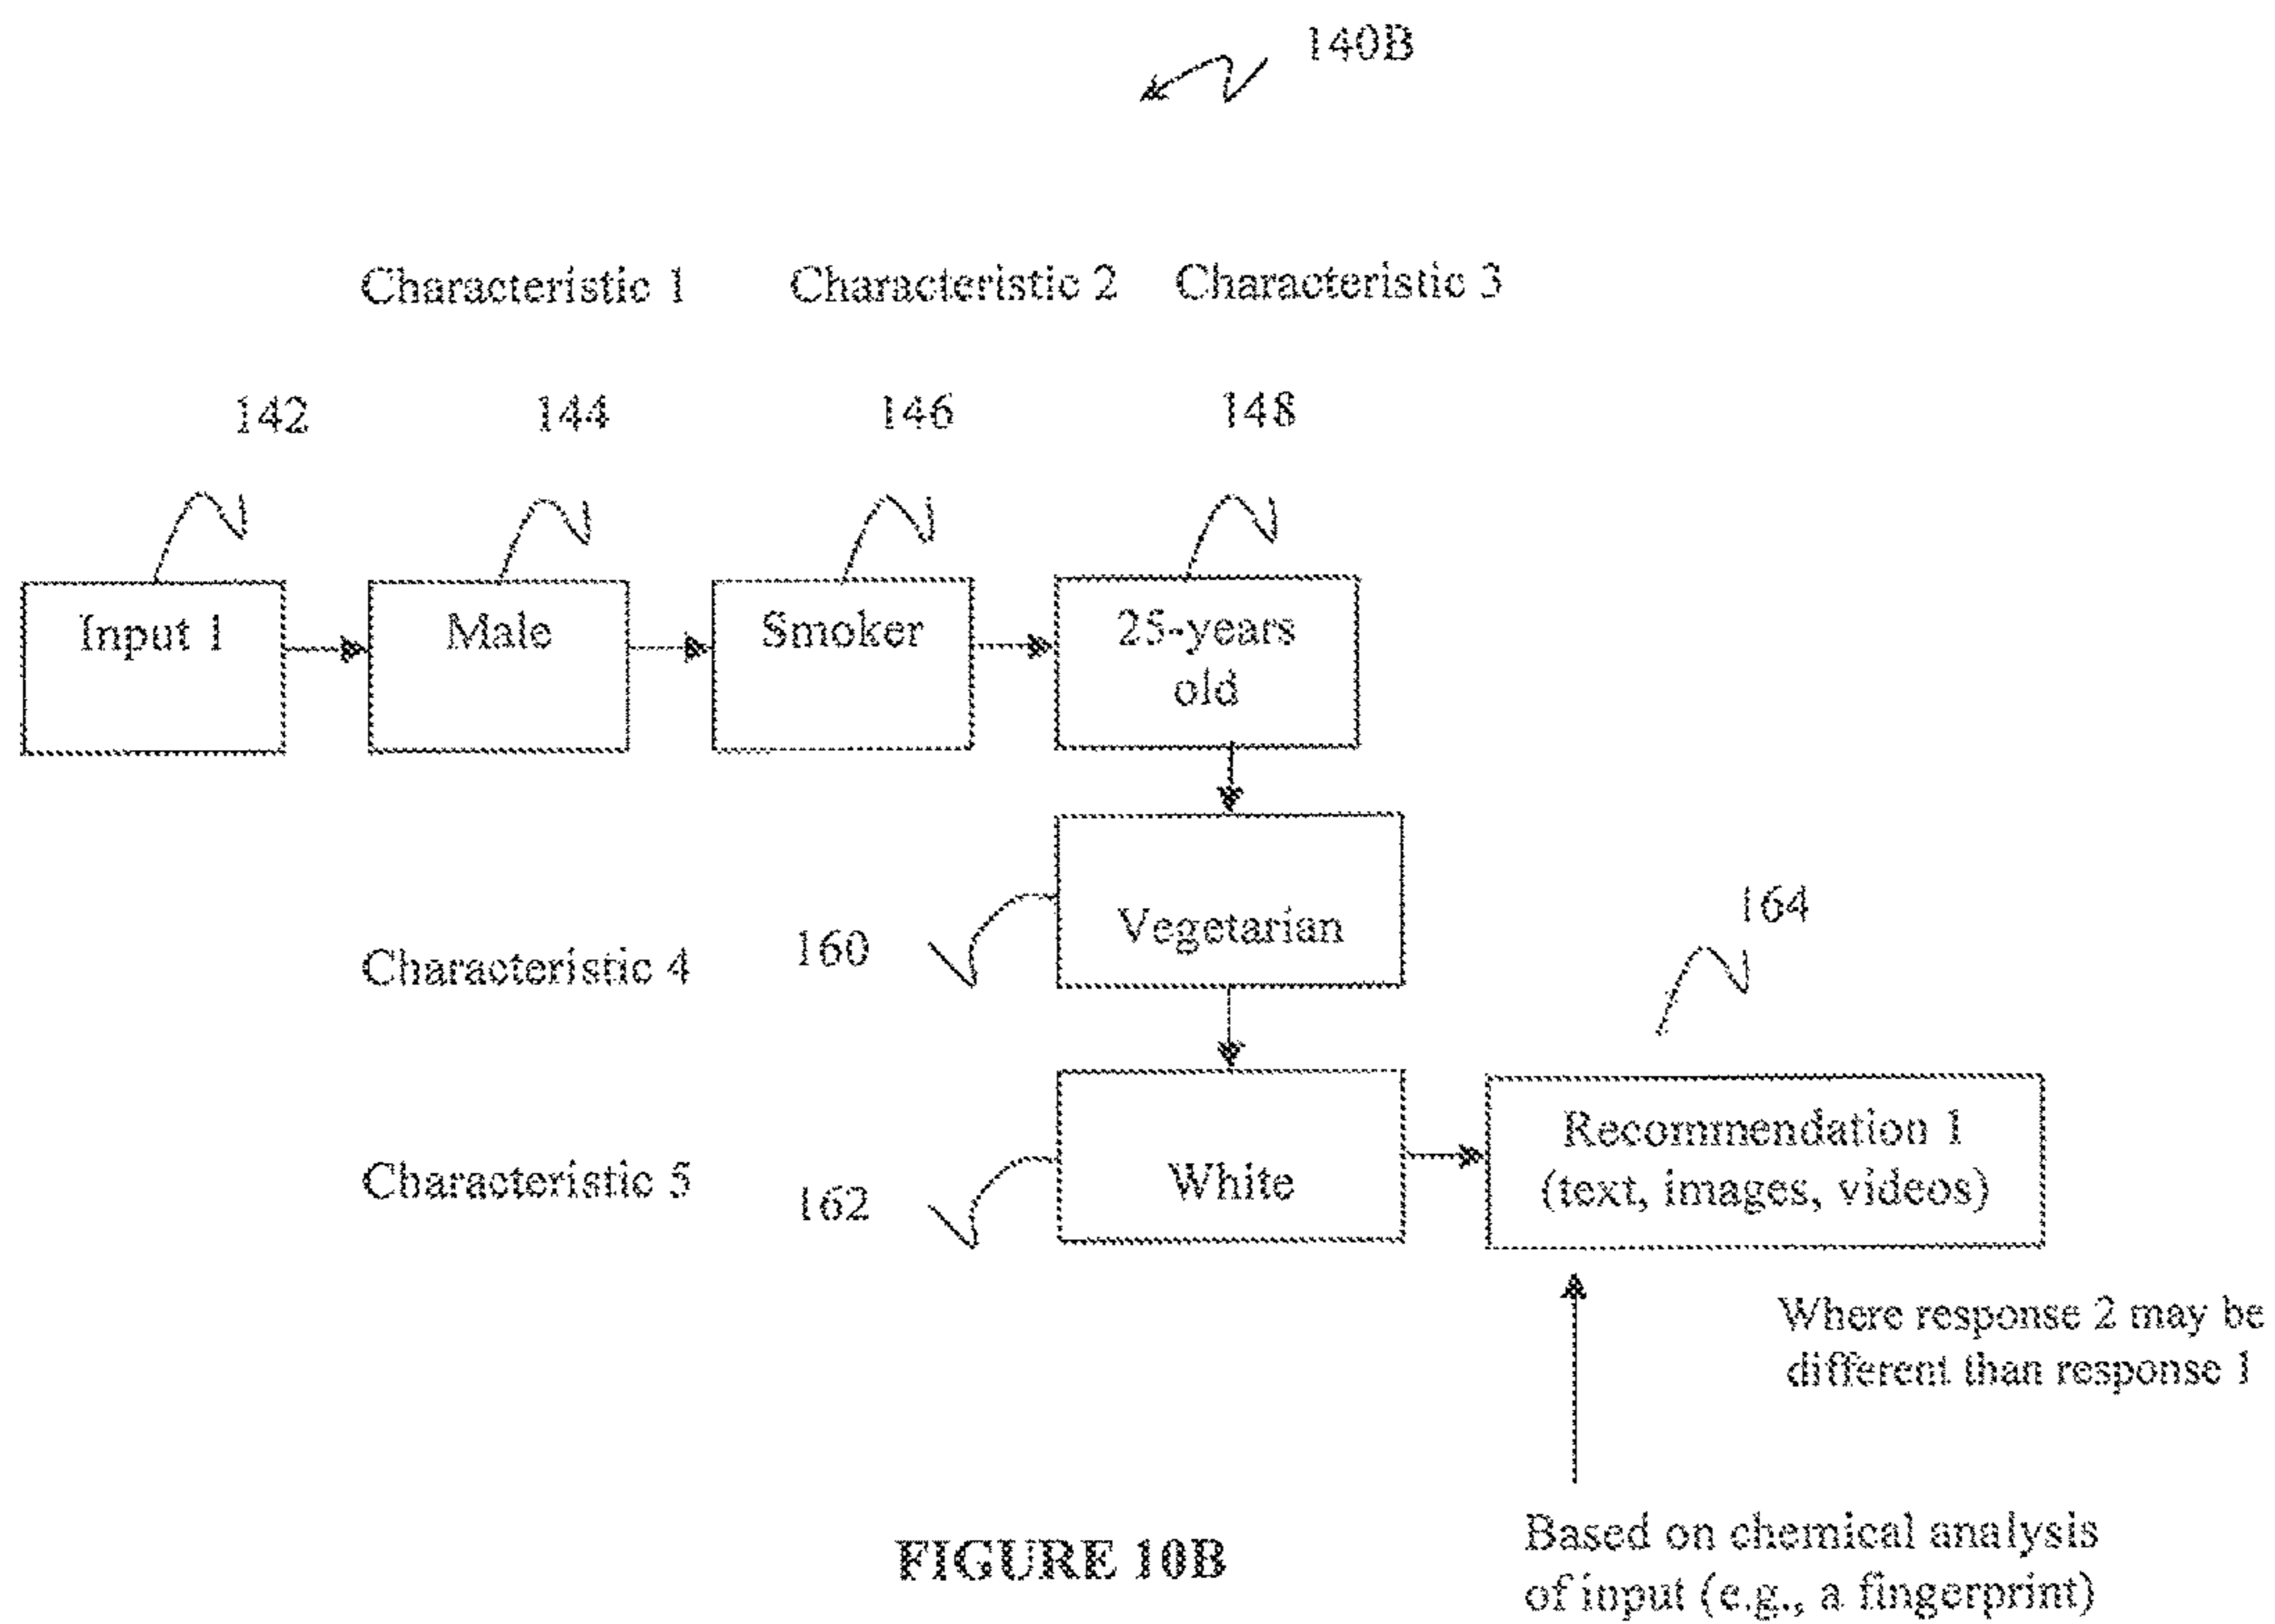 140B
Characteristic 1 Characteristic 2 Characteristic 3
142 144 146 148
Input 1 Male Smoker 25-years
old
Vegetarian
164
Characteristic 4 160
Recommendation 1
(text, images, videos)
Characteristic 5 162 White
Where response 2 may be
different than response 1
Based on chemical analysis
of input (e.g., a fingerprint)
FIGURE 10B